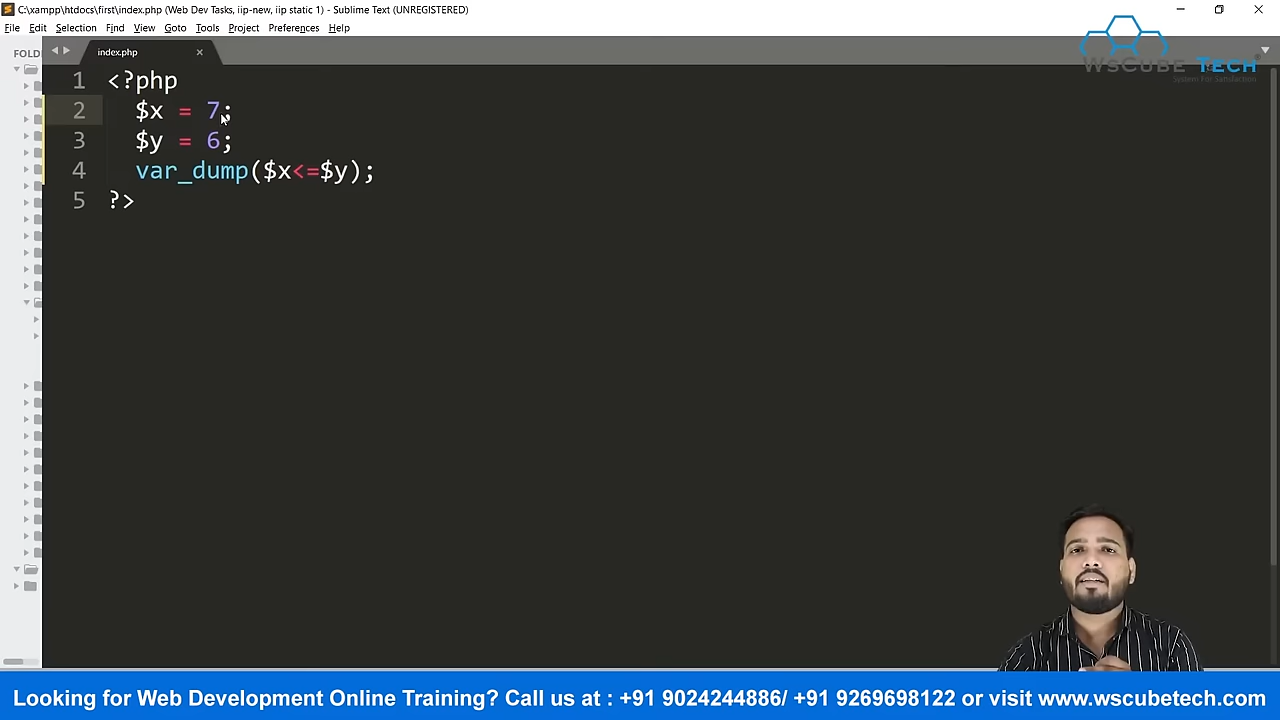 C:\xampp\htdocs\first\index.php (Web Dev Tasks, iip-new, iip static 1) - Sublime Text (UNREGISTERED)
File Edit Selection Find View Goto Tools Project Preferences Help
FOLD
index.php
WsCube Tech
System For Satisfaction
1 <?php
2 $x = 7;
3 $y = 6;
4 var_dump($x<=$y);
5 ?>
Looking for Web Development Online Training? Call us at : +91 9024244886/ +91 9269698122 or visit www.wscubetech.com